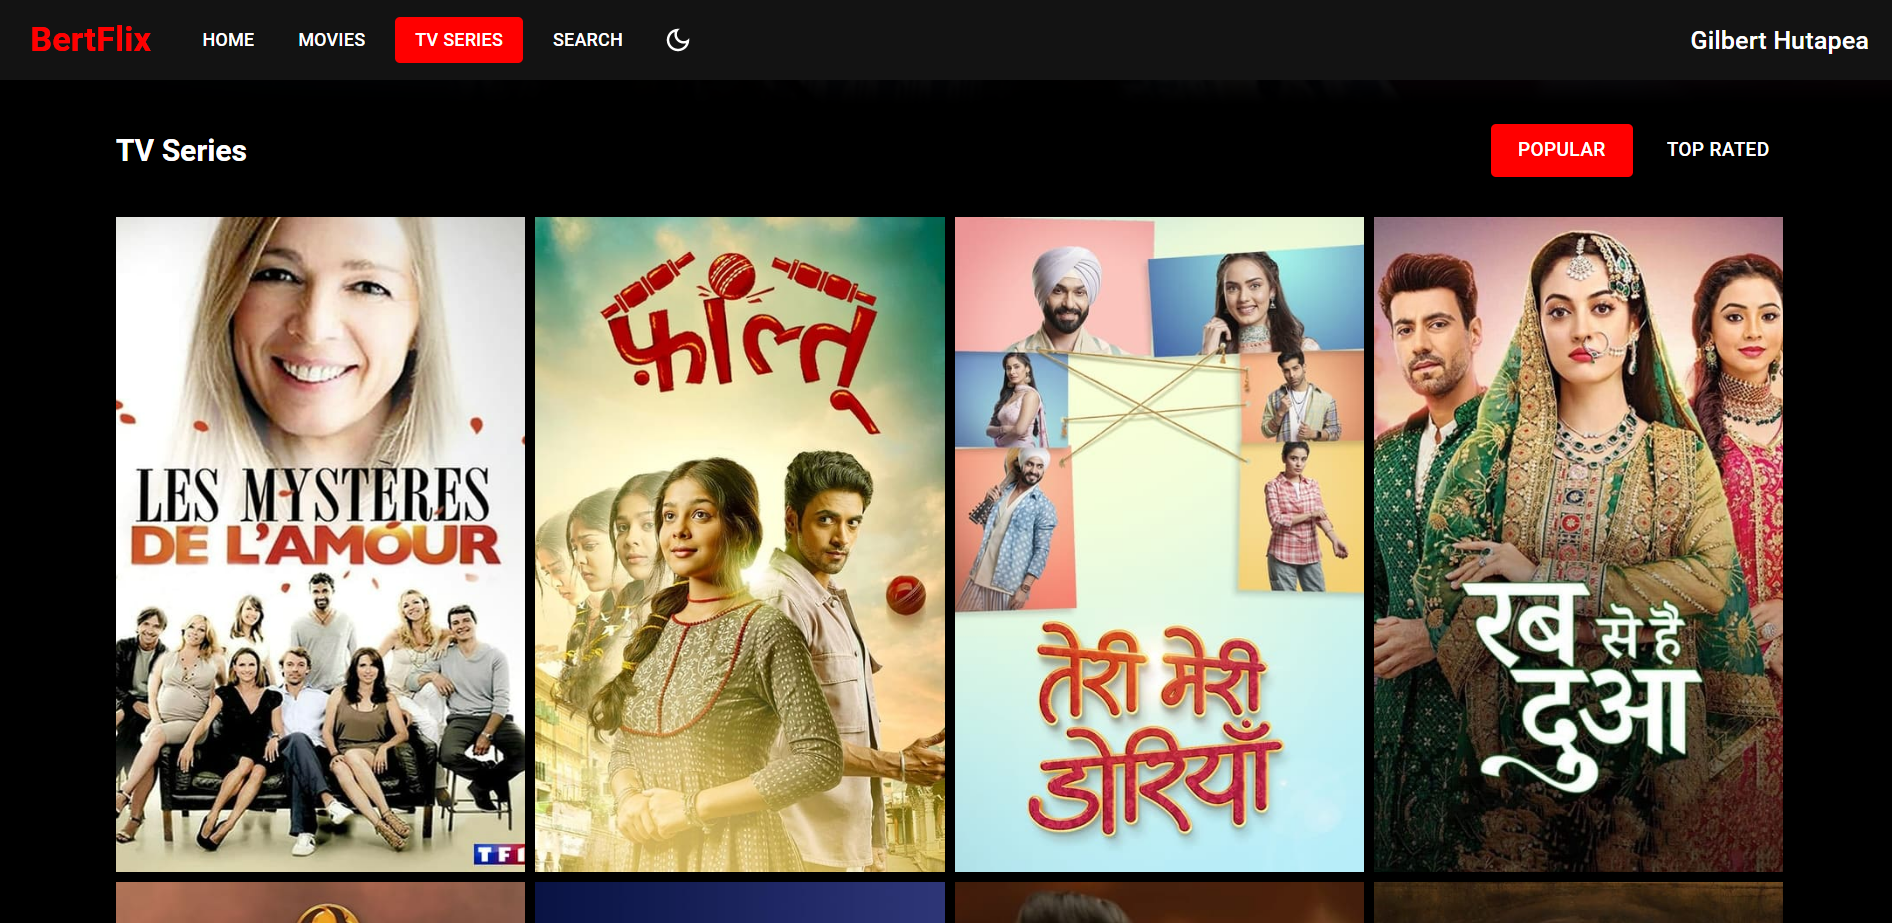 BertFlix HOME MOVIES TV SERIES SEARCH Gilbert Hutapea
TV Series POPULAR TOP RATED
LES MYSTÈRES
DE L'AMOUR
TF1
फ़ालतू
तेरी मेरी
डोरियाँ
रब से है
दुआ